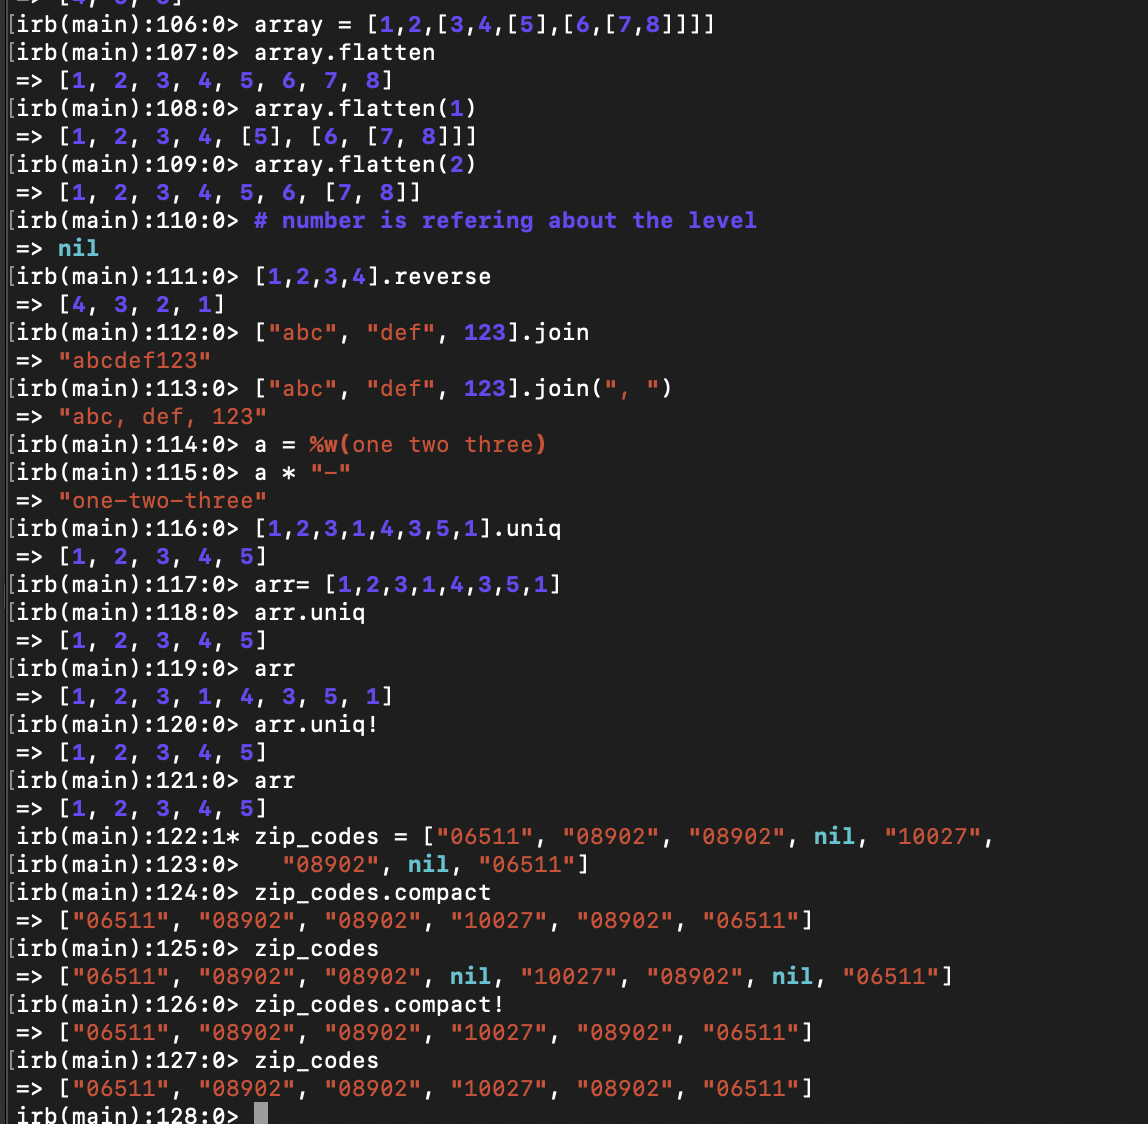 => [4, 5, 6]
[irb(main):106:0> array = [1,2,[3,4,[5],[6,[7,8]]]]
[irb(main):107:0> array.flatten
=> [1, 2, 3, 4, 5, 6, 7, 8]
[irb(main):108:0> array.flatten(1)
=> [1, 2, 3, 4, [5], [6, [7, 8]]]
[irb(main):109:0> array.flatten(2)
=> [1, 2, 3, 4, 5, 6, [7, 8]]
[irb(main):110:0> # number is refering about the level
=> nil
[irb(main):111:0> [1,2,3,4].reverse
=> [4, 3, 2, 1]
[irb(main):112:0> ["abc", "def", 123].join
=> "abcdef123"
[irb(main):113:0> ["abc", "def", 123].join(", ")
=> "abc, def, 123"
[irb(main):114:0> a = %w(one two three)
[irb(main):115:0> a * "-"
=> "one-two-three"
[irb(main):116:0> [1,2,3,1,4,3,5,1].uniq
=> [1, 2, 3, 4, 5]
[irb(main):117:0> arr= [1,2,3,1,4,3,5,1]
[irb(main):118:0> arr.uniq
=> [1, 2, 3, 4, 5]
[irb(main):119:0> arr
=> [1, 2, 3, 1, 4, 3, 5, 1]
[irb(main):120:0> arr.uniq!
=> [1, 2, 3, 4, 5]
[irb(main):121:0> arr
=> [1, 2, 3, 4, 5]
irb(main):122:1* zip_codes = ["06511", "08902", "08902", nil, "10027",
[irb(main):123:0>   "08902", nil, "06511"]
[irb(main):124:0> zip_codes.compact
=> ["06511", "08902", "08902", "10027", "08902", "06511"]
[irb(main):125:0> zip_codes
=> ["06511", "08902", "08902", nil, "10027", "08902", nil, "06511"]
[irb(main):126:0> zip_codes.compact!
=> ["06511", "08902", "08902", "10027", "08902", "06511"]
[irb(main):127:0> zip_codes
=> ["06511", "08902", "08902", "10027", "08902", "06511"]
irb(main):128:0>